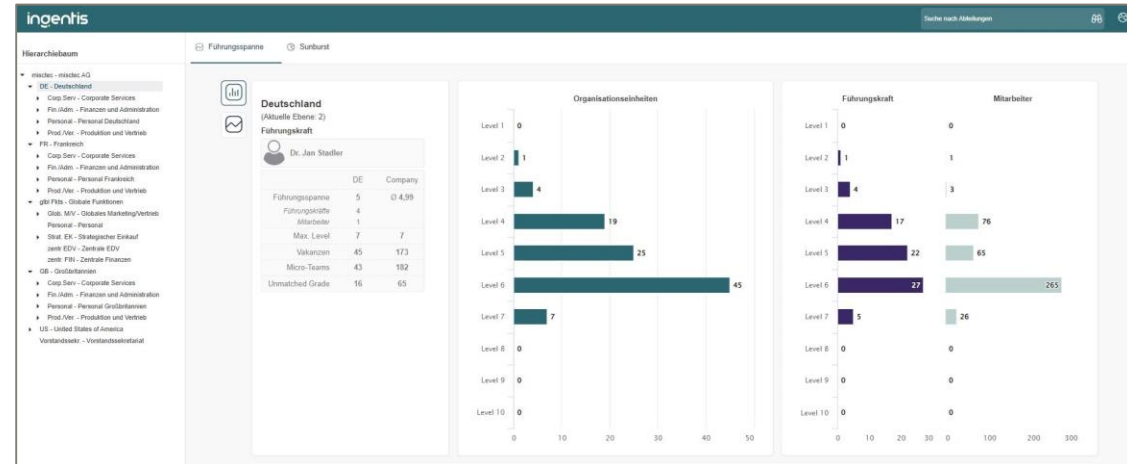 ingentis
Suche nach Abteilungen
Hierarchiebaum
Führungsspanne
Sunburst
misctec - misctec AG
DE - Deutschland
Corp.Serv - Corporate Services
Fin./Adm. - Finanzen und Administration
Personal - Personal Deutschland
Prod./Ver. - Produktion und Vertrieb
FR - Frankreich
Corp.Serv - Corporate Services
Fin./Adm. - Finanzen und Administration
Personal - Personal Frankreich
Prod./Ver. - Produktion und Vertrieb
glbl Fkts - Globale Funktionen
Glob. M/V - Globales Marketing/Vertrieb
Personal - Personal
Strat. EK - Strategischer Einkauf
zentr EDV - Zentrale EDV
zentr. FIN - Zentrale Finanzen
GB - Großbritannien
Corp.Serv - Corporate Services
Fin./Adm. - Finanzen und Administration
Personal - Personal Großbritannien
Prod./Ver. - Produktion und Vertrieb
US - United States of America
Vorstandssekr. - Vorstandssekretariat
Deutschland
(Aktuelle Ebene: 2)
Führungskraft
Dr. Jan Stadler
DE Company
Führungsspanne 5 Ø 4,99
Führungskräfte 4
Mitarbeiter 1
Max. Level 7 7
Vakanzen 45 173
Micro-Teams 43 182
Unmatched Grade 16 65
Organisationseinheiten
Level 1 0
Level 2 1
Level 3 4
Level 4 19
Level 5 25
Level 6 45
Level 7 7
Level 8 0
Level 9 0
Level 10 0
0 10 20 30 40 50
Führungskraft Mitarbeiter
Level 1 0 0
Level 2 1 1
Level 3 4 3
Level 4 17 76
Level 5 22 65
Level 6 27 265
Level 7 5 26
Level 8 0 0
Level 9 0 0
Level 10 0 0
0 10 20 30 0 100 200 300